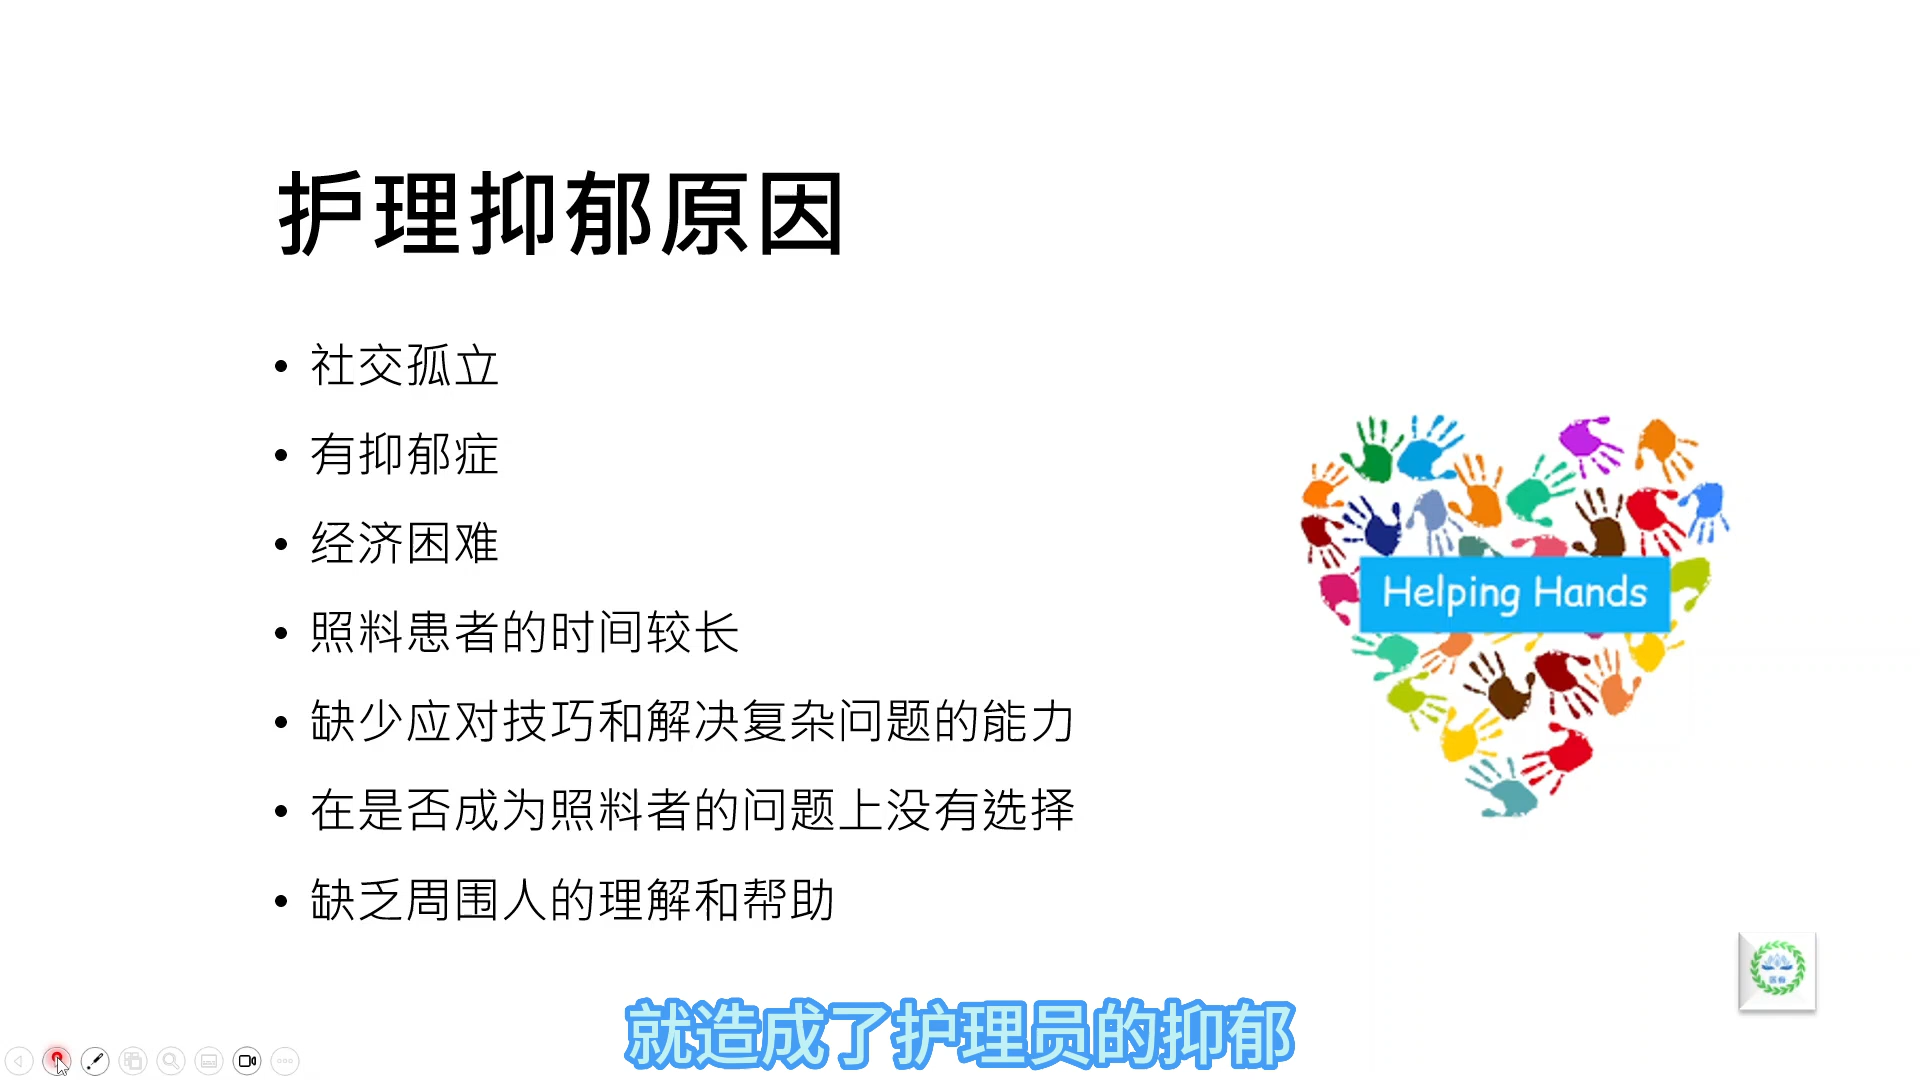 护理抑郁原因
• 社交孤立
• 有抑郁症
• 经济困难
• 照料患者的时间较长
• 缺少应对技巧和解决复杂问题的能力
• 在是否成为照料者的问题上没有选择
• 缺乏周围人的理解和帮助
Helping Hands
就造成了护理员的抑郁